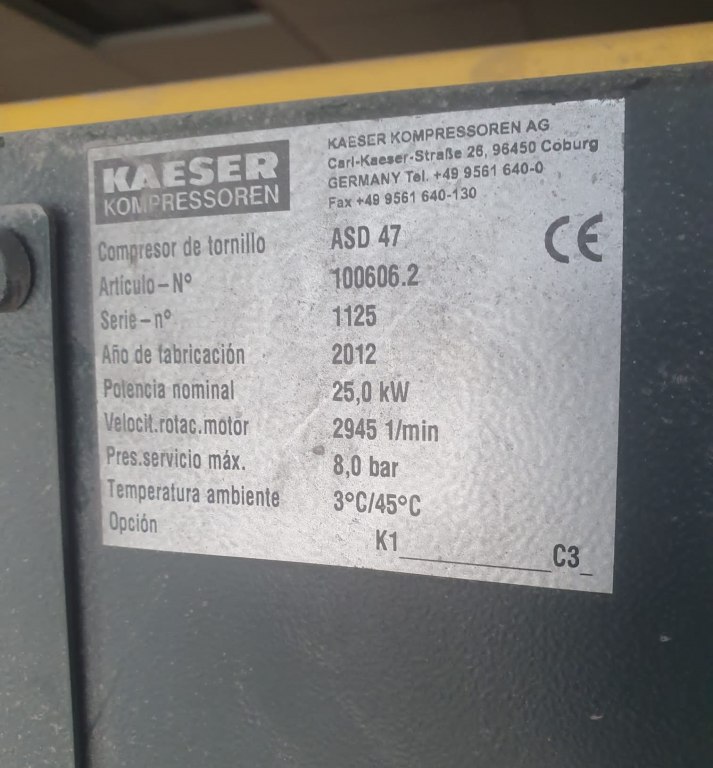 KAESER
KOMPRESSOREN
KAESER KOMPRESSOREN AG
Carl-Kaeser-Straße 26, 96450 Coburg
GERMANY Tel. +49 9561 640-0
Fax +49 9561 640-130
CE
Compresor de tornillo ASD 47
Artículo – Nº 100606.2
Serie – nº 1125
Año de fabricación 2012
Potencia nominal 25,0 kW
Velocit.rotac.motor 2945 1/min
Pres.servicio máx. 8,0 bar
Temperatura ambiente 3°C/45°C
Opción K1__________C3_